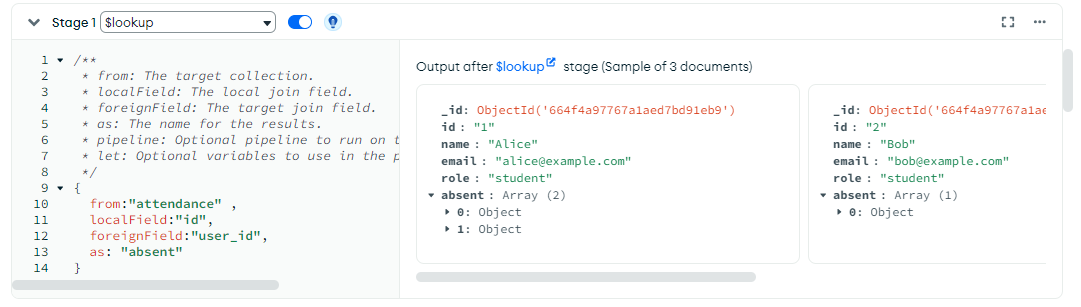 Stage 1 $lookup
1 /**
2 * from: The target collection.
3 * localField: The local join field.
4 * foreignField: The target join field.
5 * as: The name for the results.
6 * pipeline: Optional pipeline to run on t
7 * let: Optional variables to use in the p
8 */
9 {
10 from:"attendance" ,
11 localField:"id",
12 foreignField:"user_id",
13 as: "absent"
14 }
Output after $lookup stage (Sample of 3 documents)
_id: ObjectId('664f4a97767a1aed7bd91eb9')
id : "1"
name : "Alice"
email : "alice@example.com"
role : "student"
absent : Array (2)
0: Object
1: Object
_id: ObjectId('664f4a97767a1ae
id : "2"
name : "Bob"
email : "bob@example.com"
role : "student"
absent : Array (1)
0: Object